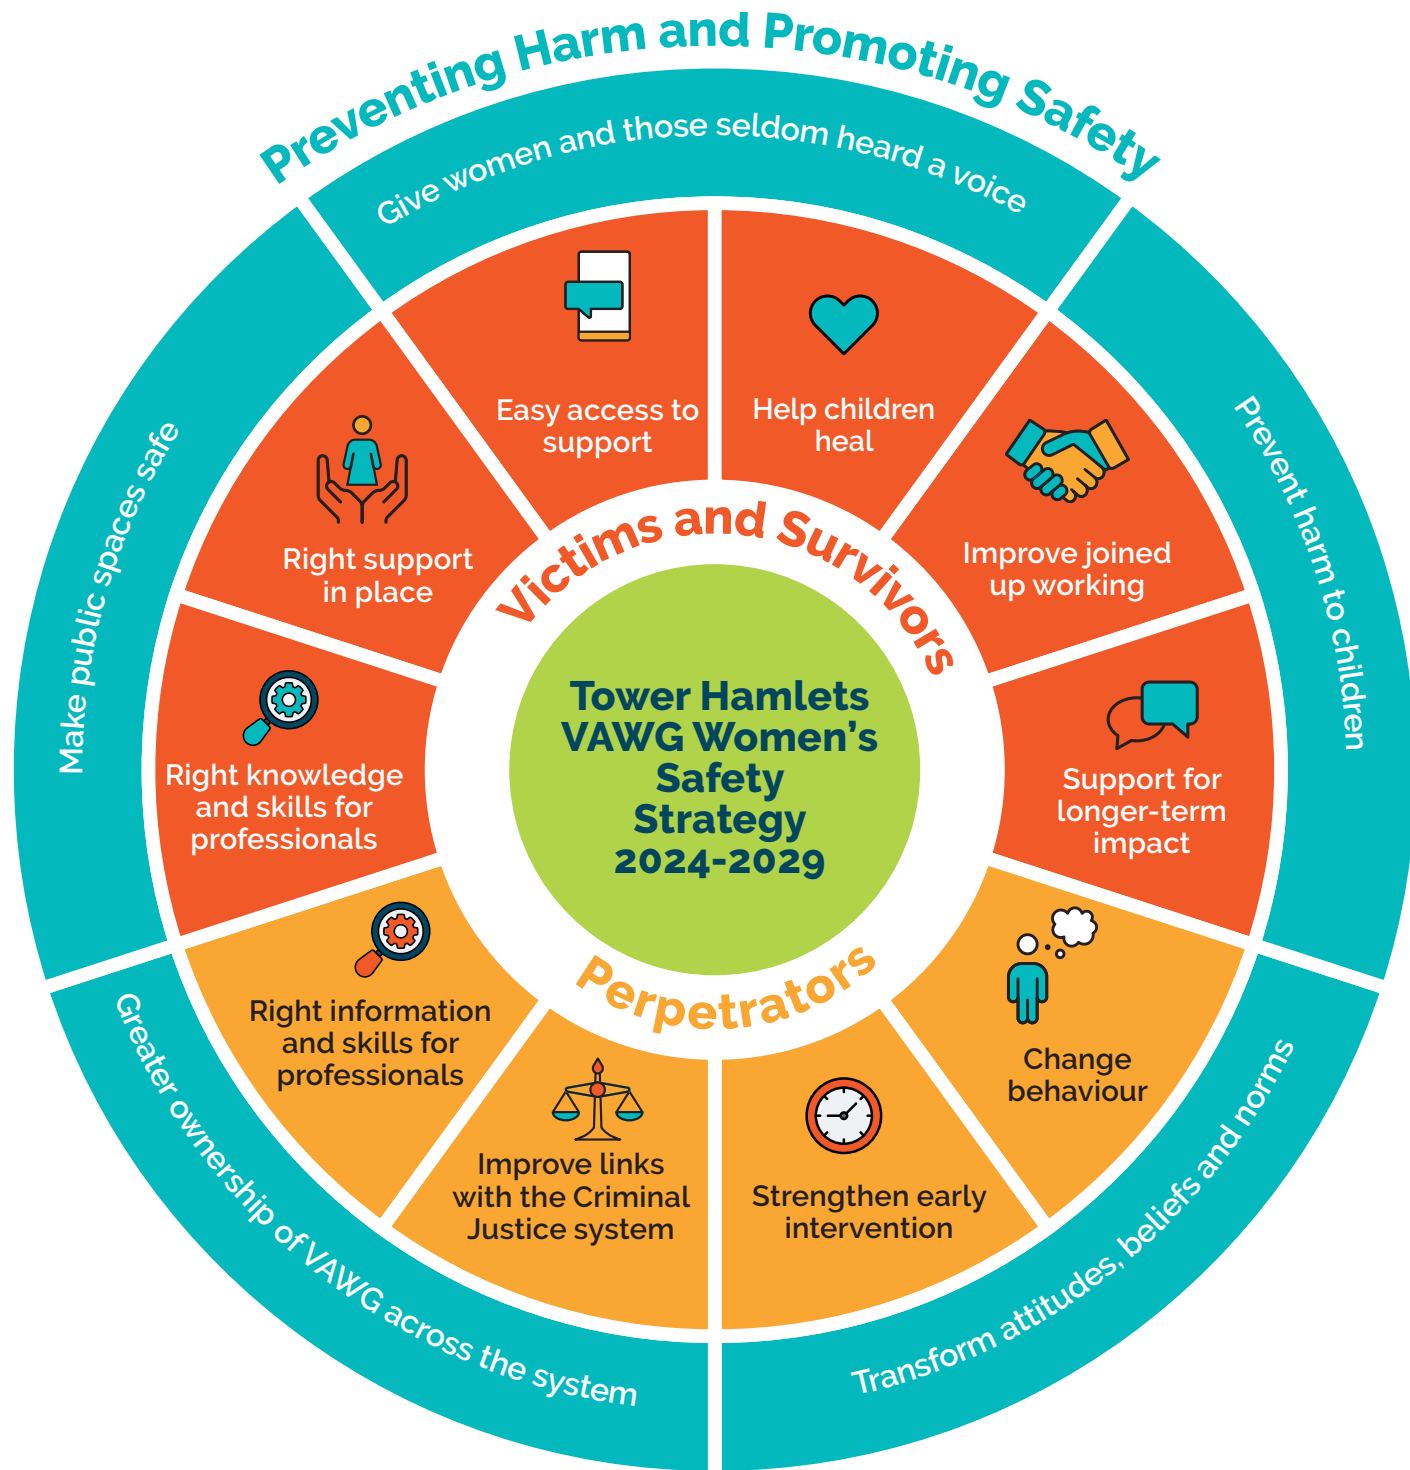 Preventing Harm and Promoting Safety
Give women and those seldom heard a voice
Prevent harm to children
Transform attitudes, beliefs and norms
Greater ownership of VAWG across the system
Make public spaces safe
Victims and Survivors
Easy access to
support
Help children
heal
Improve joined
up working
Support for
longer-term
impact
Right support
in place
Right knowledge
and skills for
professionals
Tower Hamlets
VAWG Women’s
Safety
Strategy
2024-2029
Perpetrators
Change
behaviour
Strengthen early
intervention
Improve links
with the Criminal
Justice system
Right information
and skills for
professionals